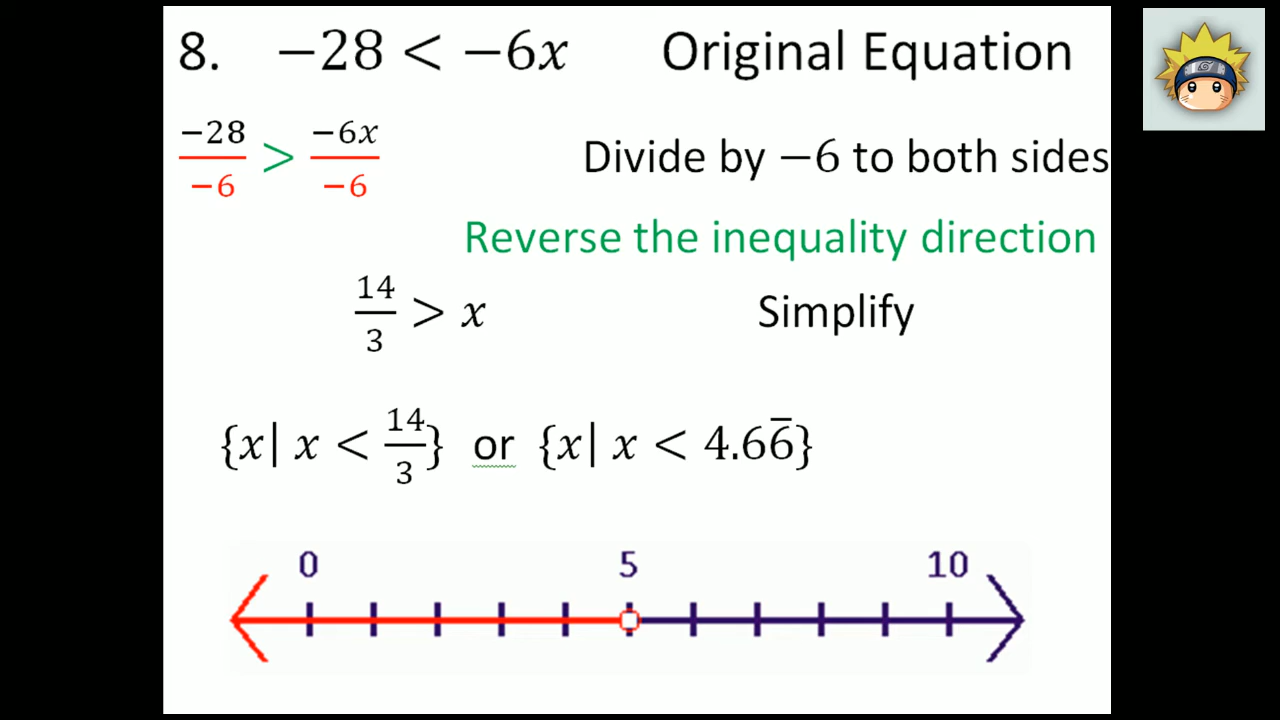 8. −28 < −6x Original Equation
−28/−6 > −6x/−6 Divide by −6 to both sides
Reverse the inequality direction
14/3 > x Simplify
{x| x < 14/3} or {x| x < 4.66̅}
0 5 10